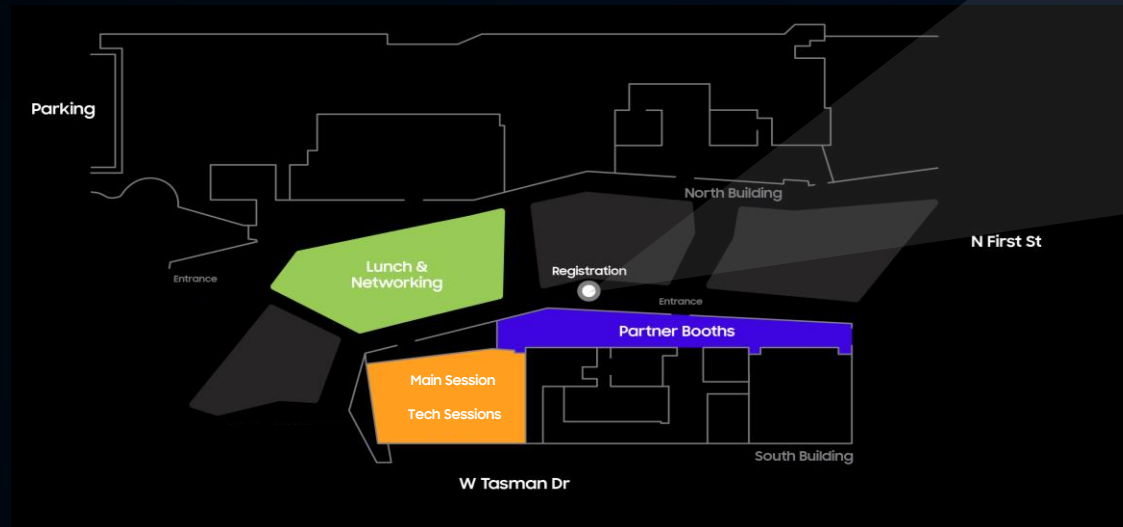 Parking
North Building
N First St
Lunch &
Networking
Registration
Entrance
Entrance
Partner Booths
Main Session
Tech Sessions
South Building
W Tasman Dr